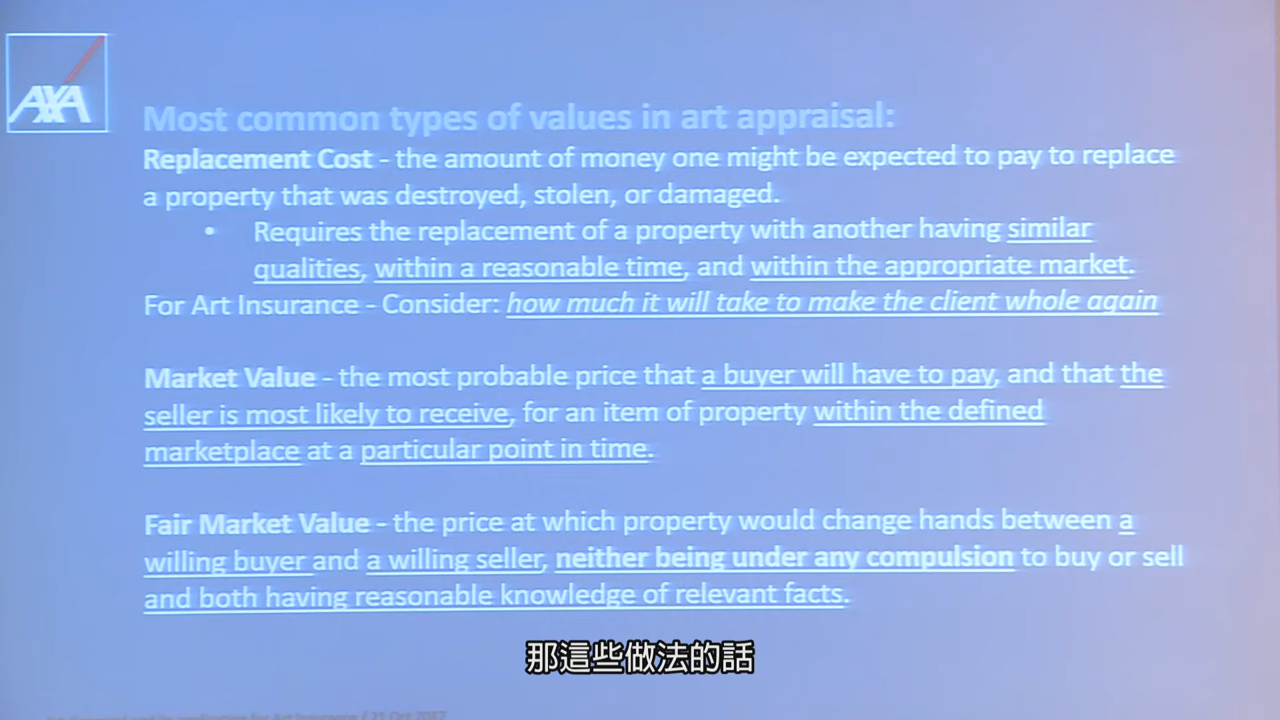 AXA
Most common types of values in art appraisal:
Replacement Cost - the amount of money one might be expected to pay to replace
a property that was destroyed, stolen, or damaged.
• Requires the replacement of a property with another having similar
qualities, within a reasonable time, and within the appropriate market.
For Art Insurance - Consider: how much it will take to make the client whole again
Market Value - the most probable price that a buyer will have to pay, and that the
seller is most likely to receive, for an item of property within the defined
marketplace at a particular point in time.
Fair Market Value - the price at which property would change hands between a
willing buyer and a willing seller, neither being under any compulsion to buy or sell
and both having reasonable knowledge of relevant facts.
那這些做法的話
for Art Insurance / 21 Oct 2017